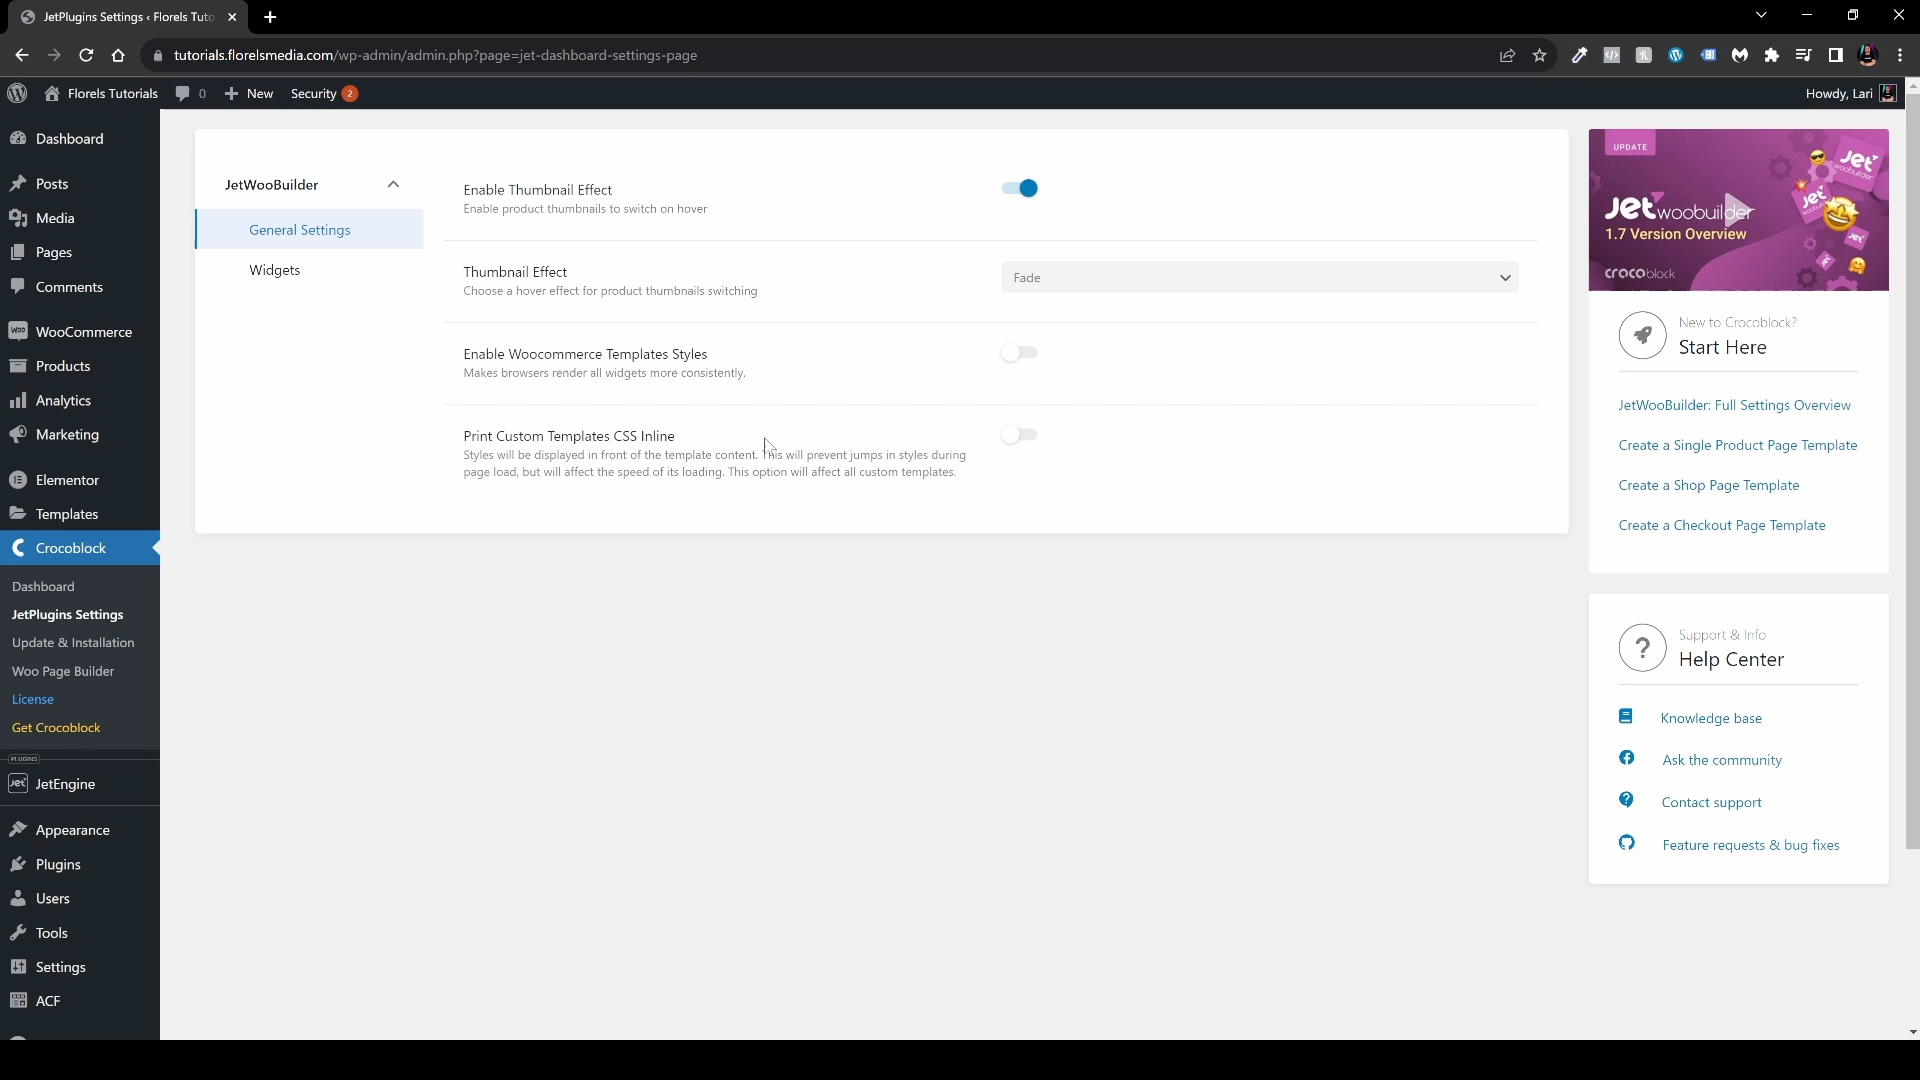 JetPlugins Settings ‹ Florels Tuto
tutorials.florelsmedia.com/wp-admin/admin.php?page=jet-dashboard-settings-page
Florels Tutorials
0
New
Security 2
Howdy, Lari
Dashboard
Posts
Media
Pages
Comments
WooCommerce
Products
Analytics
Marketing
Elementor
Templates
Crocoblock
Dashboard
JetPlugins Settings
Update & Installation
Woo Page Builder
License
Get Crocoblock
PLUGINS
Jet JetEngine
Appearance
Plugins
Users
Tools
Settings
ACF
JetWooBuilder
General Settings
Widgets
Enable Thumbnail Effect
Enable product thumbnails to switch on hover
Thumbnail Effect
Choose a hover effect for product thumbnails switching
Fade
Enable Woocommerce Templates Styles
Makes browsers render all widgets more consistently.
Print Custom Templates CSS Inline
Styles will be displayed in front of the template content. This will prevent jumps in styles during
page load, but will affect the speed of its loading. This option will affect all custom templates.
UPDATE
Jet woobuilder
1.7 Version Overview
crocoblock
New to Crocoblock?
Start Here
JetWooBuilder: Full Settings Overview
Create a Single Product Page Template
Create a Shop Page Template
Create a Checkout Page Template
Support & Info
Help Center
Knowledge base
Ask the community
Contact support
Feature requests & bug fixes